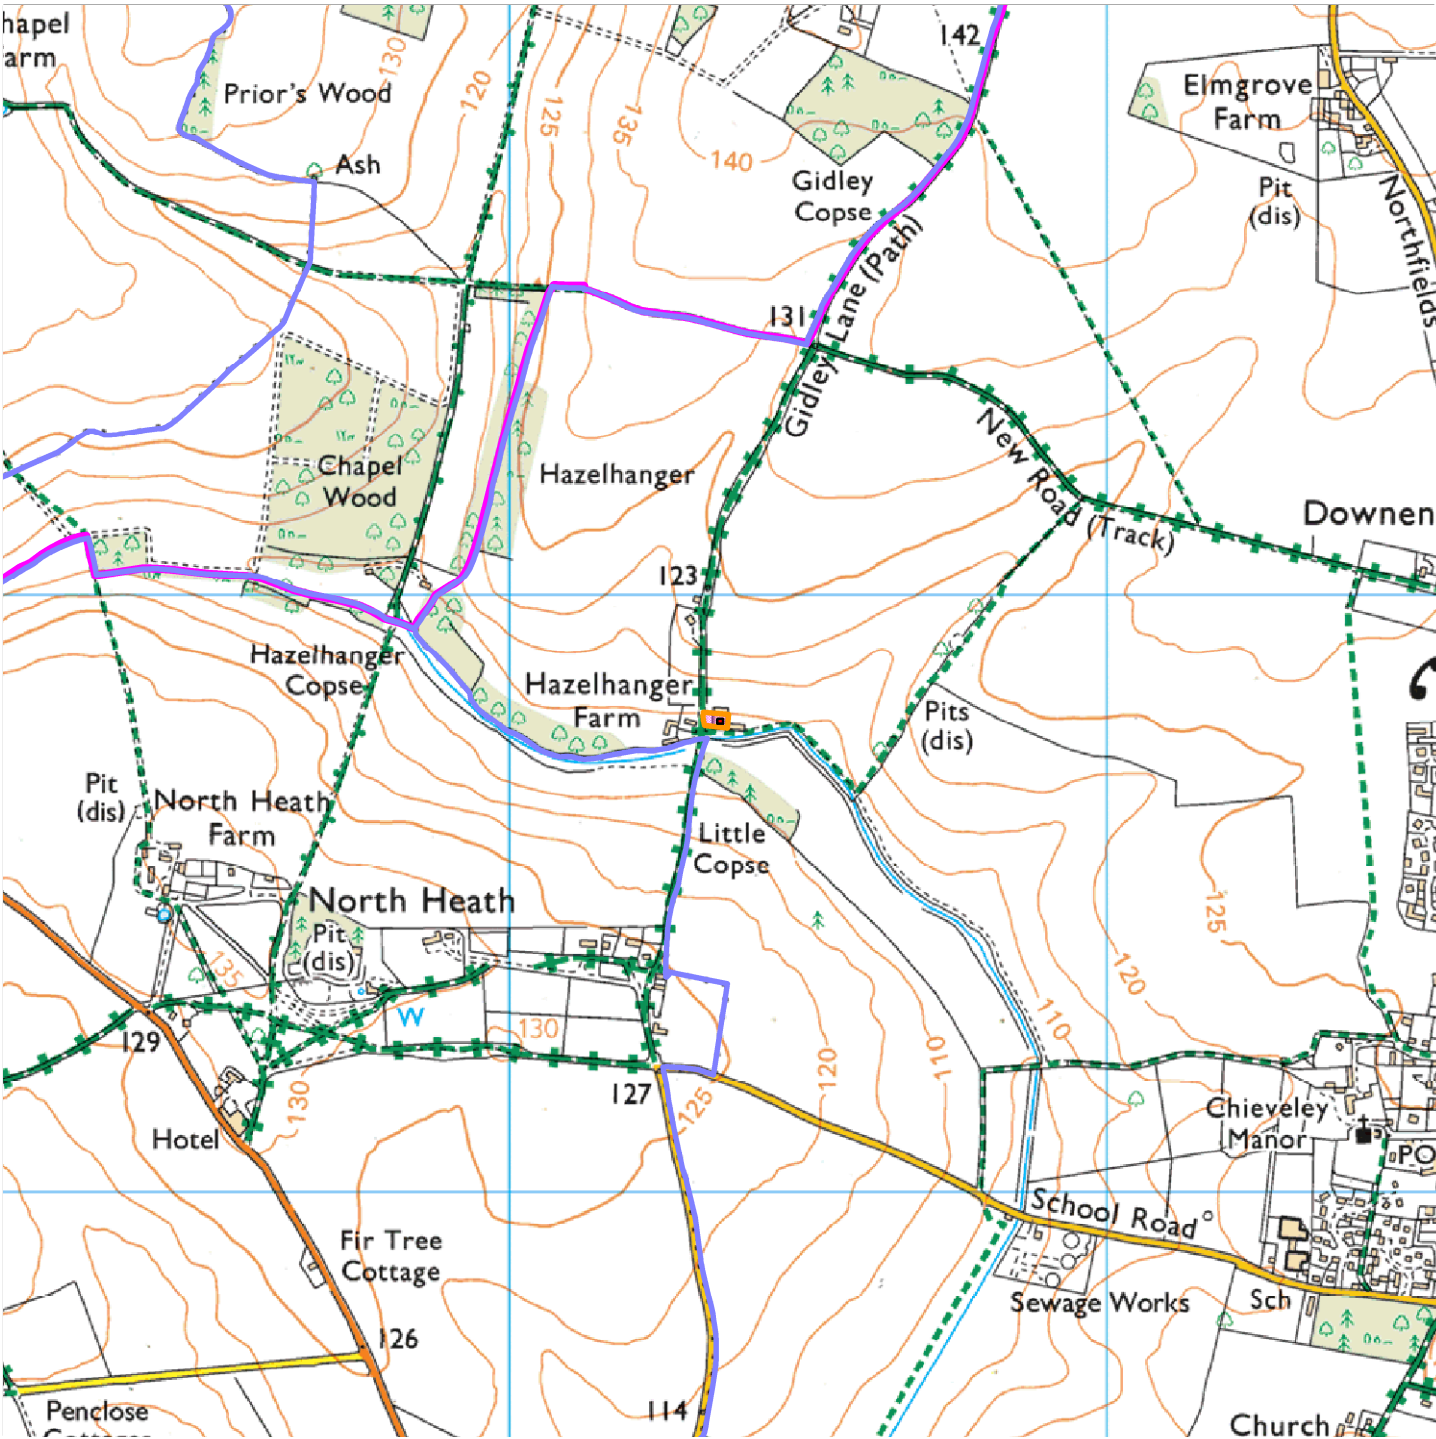 hapel
arm
Prior's Wood
130
120
125
135
140
142
Elmgrove
Farm
Ash
Gidley
Copse
Pit
(dis)
Northfields
131
Gidley Lane (Path)
New Road (Track)
Chapel
Wood
Hazelhanger
Downen
123
Hazelhanger
Copse
Hazelhanger
Farm
Pits
(dis)
Pit
(dis)
North Heath
Farm
Little
Copse
North Heath
Pit
(dis)
135
W
130
125
120
110
129
127
130
125
120
110
Hotel
Chieveley
Manor
PO
School Road
Fir Tree
Cottage
Sewage Works
Sch
126
114
Penclose
Church